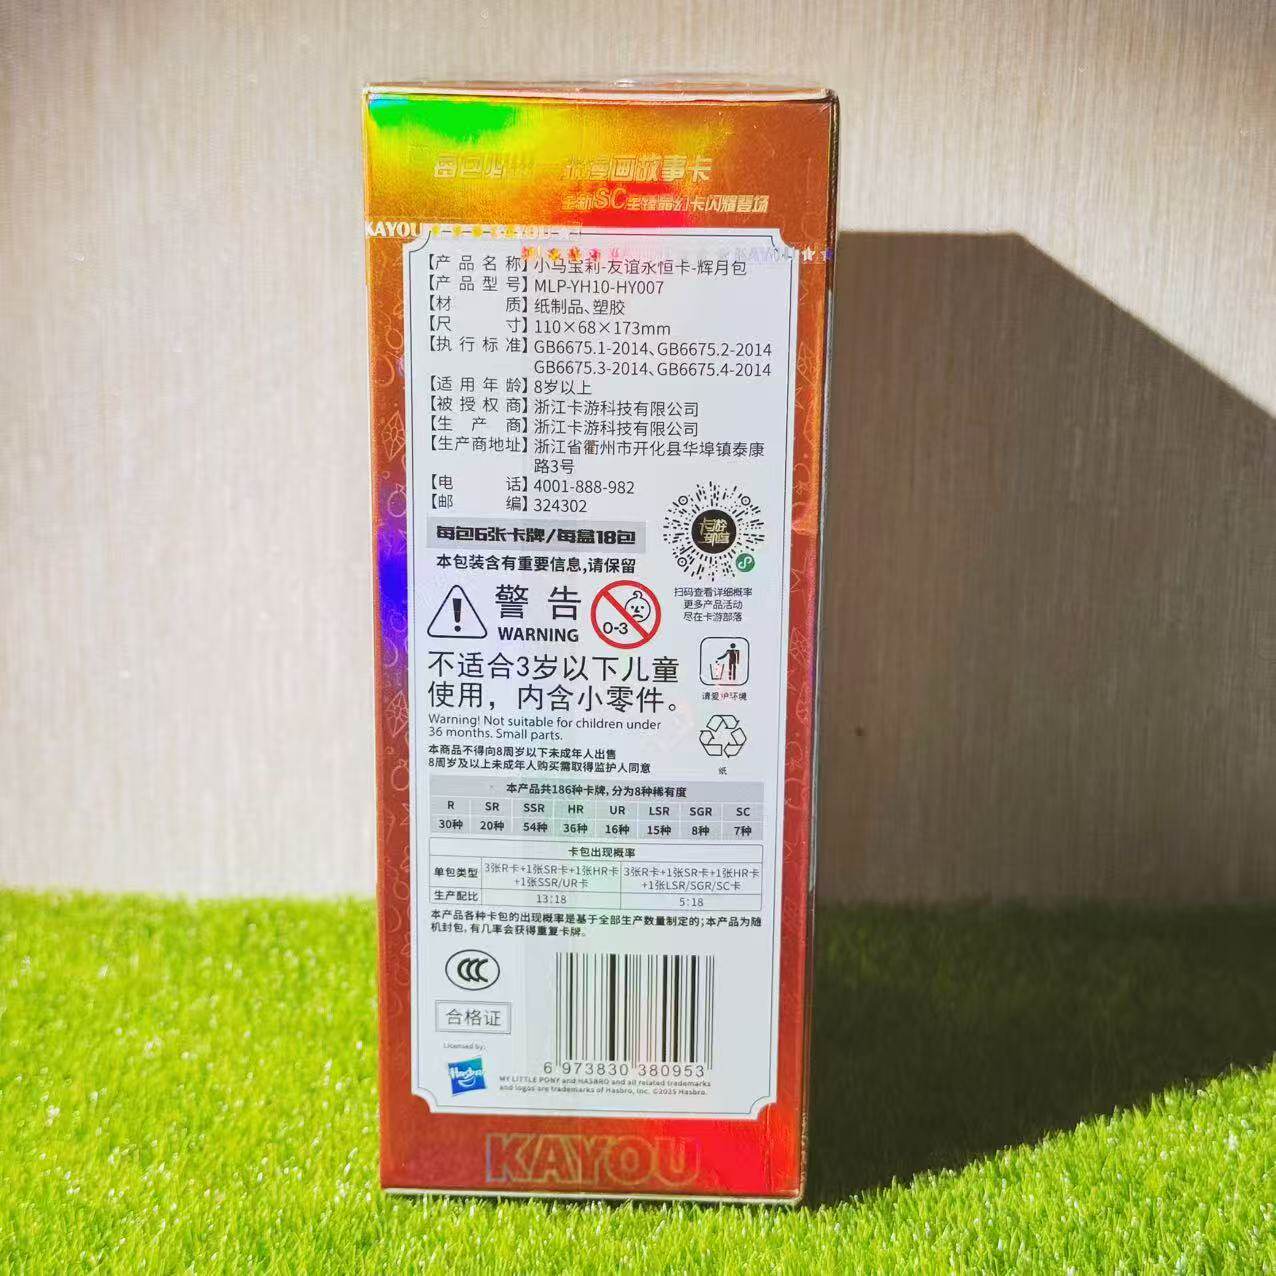 每包必 一张漫画故事卡
全新SC 幻卡闪耀登场
KAYOU
KAYOU
【产品名称】小马宝莉-友谊永恒卡-辉月包
【产品型号】MLP-YH10-HY007
【材质】纸制品、塑胶
【尺寸】110×68×173mm
【执行标准】GB6675.1-2014、GB6675.2-2014
GB6675.3-2014、GB6675.4-2014
【适用年龄】8岁以上
【被授权商】浙江卡游科技有限公司
【生产商】浙江卡游科技有限公司
【生产商地址】浙江省衢州市开化县华埠镇泰康
路3号
【电话】4001-888-982
【邮编】324302
每包6张卡牌/每盒18包
本包装含有重要信息,请保留
卡游
部落
扫码查看详细概率
更多产品活动
尽在卡游部落
警告
WARNING
0-3
不适合3岁以下儿童
使用，内含小零件。
Warning! Not suitable for children under
36 months. Small parts.
请爱护环境
纸
本商品不得向8周岁以下未成年人出售
8周岁及以上未成年人购买需取得监护人同意
本产品共186种卡牌,分为8种稀有度
R SR SSR HR UR LSR SGR SC
30种 20种 54种 36种 16种 15种 8种 7种
卡包出现概率
单包类型 3张R卡+1张SR卡+1张HR卡 3张R卡+1张SR卡+1张HR卡
+1张SSR/UR卡 +1张LSR/SGR/SC卡
生产配比 13:18 5:18
本产品各种卡包的出现概率是基于全部生产数量制定的;本产品为随
机封包,有几率会获得重复卡牌。
CCC
合格证
Licensed by:
Hasbro
6 973830 380953
MY LITTLE PONY and HASBRO and all related trademarks
and logos are trademarks of Hasbro, Inc. ©2025 Hasbro.
KAYOU